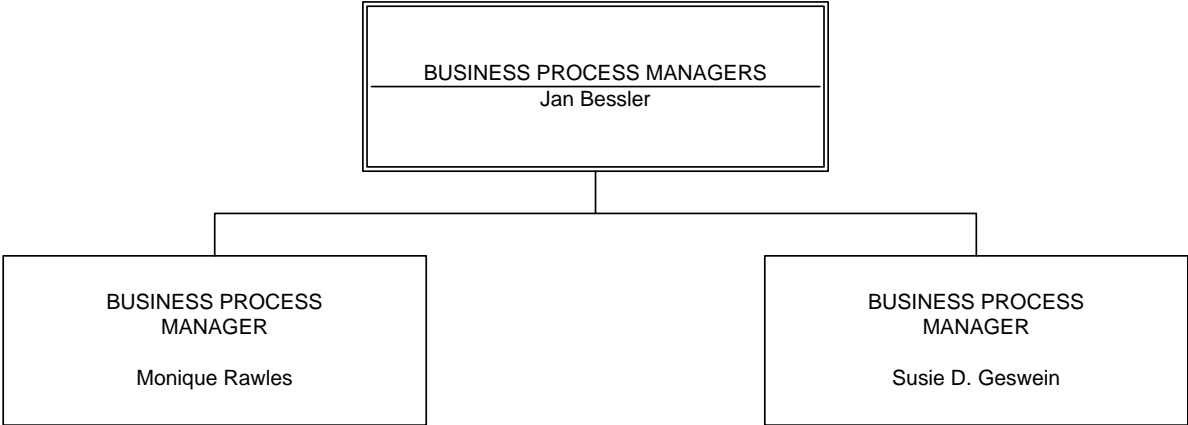 BUSINESS PROCESS MANAGERS
Jan Bessler
BUSINESS PROCESS
MANAGER
Monique Rawles
BUSINESS PROCESS
MANAGER
Susie D. Geswein